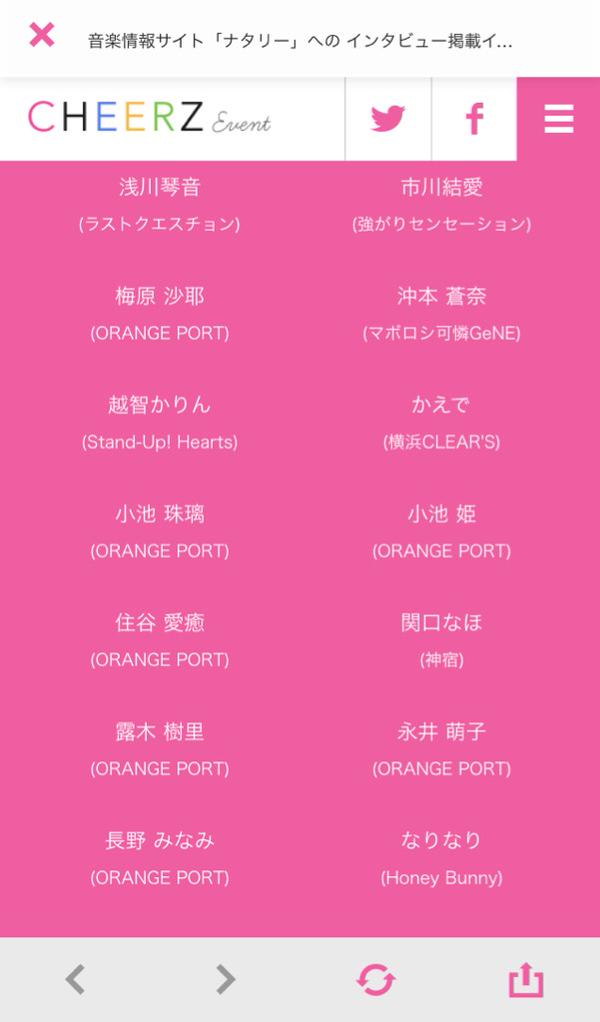 音楽情報サイト「ナタリー」への インタビュー掲載イ...
CHEERZ Event
浅川琴音 市川結愛
(ラストクエスチョン) (強がりセンセーション)
梅原 沙耶 沖本 蒼奈
(ORANGE PORT) (マボロシ可憐GeNE)
越智かりん かえで
(Stand-Up! Hearts) (横浜CLEAR'S)
小池 珠璃 小池 姫
(ORANGE PORT) (ORANGE PORT)
住谷 愛癒 関口なほ
(ORANGE PORT) (神宿)
露木 樹里 永井 萌子
(ORANGE PORT) (ORANGE PORT)
長野 みなみ なりなり
(ORANGE PORT) (Honey Bunny)